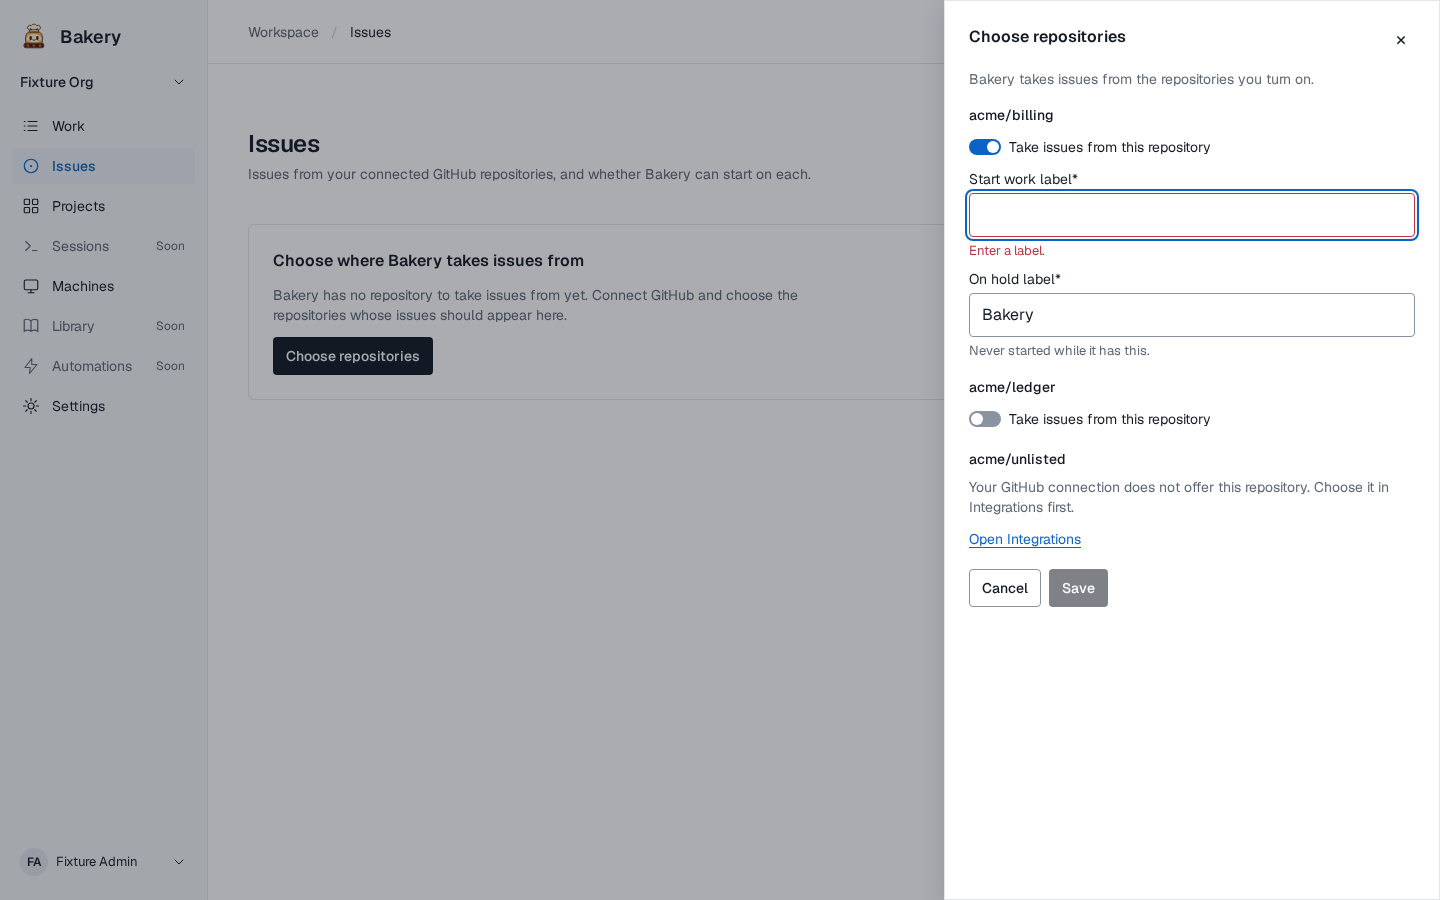 Bakery
Fixture Org
Work
Issues
Projects
Sessions Soon
Machines
Library Soon
Automations Soon
Settings
FA Fixture Admin
Workspace / Issues
Issues
Issues from your connected GitHub repositories, and whether Bakery can start on each.
Choose where Bakery takes issues from
Bakery has no repository to take issues from yet. Connect GitHub and choose the
repositories whose issues should appear here.
Choose repositories
Choose repositories
Bakery takes issues from the repositories you turn on.
acme/billing
Take issues from this repository
Start work label*
Enter a label.
On hold label*
Bakery
Never started while it has this.
acme/ledger
Take issues from this repository
acme/unlisted
Your GitHub connection does not offer this repository. Choose it in
Integrations first.
Open Integrations
Cancel Save